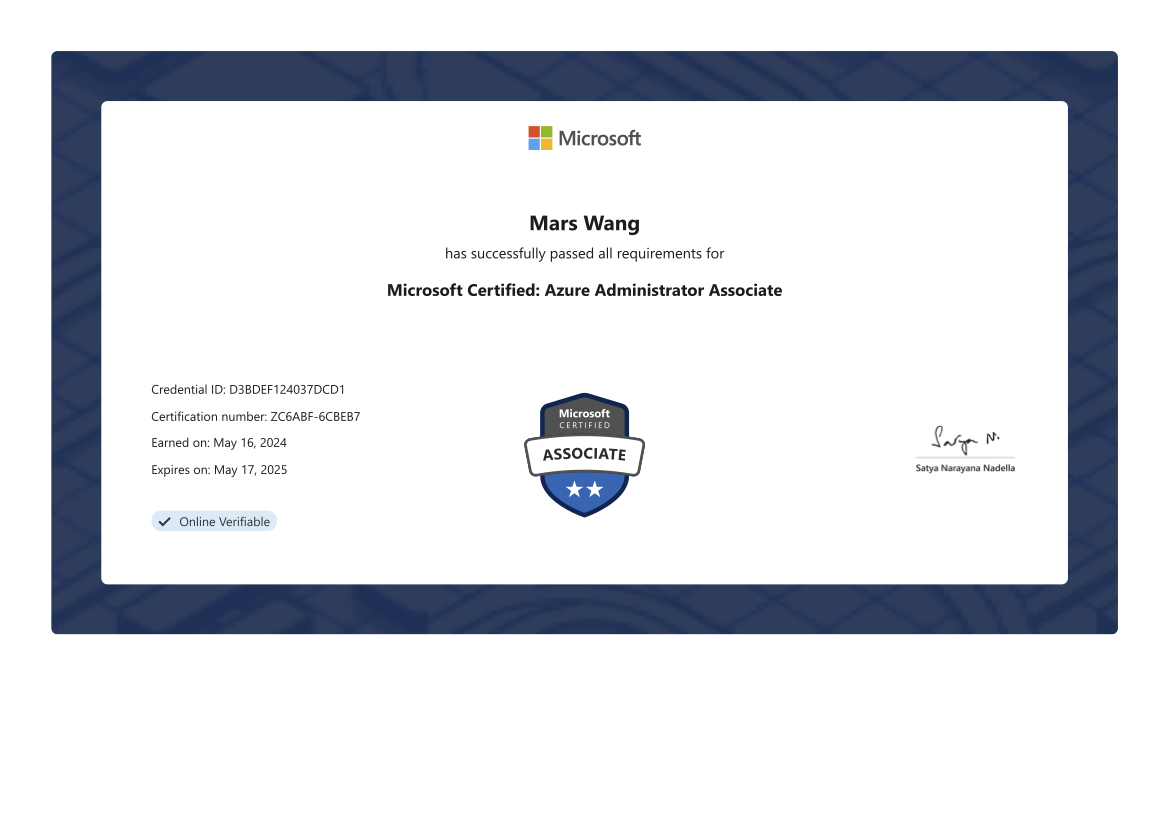 Microsoft
Mars Wang
has successfully passed all requirements for
Microsoft Certified: Azure Administrator Associate
Credential ID: D3BDEF124037DCD1
Certification number: ZC6ABF-6CBEB7
Earned on: May 16, 2024
Expires on: May 17, 2025
Online Verifiable
Microsoft
CERTIFIED
ASSOCIATE
Satya N.
Satya Narayana Nadella